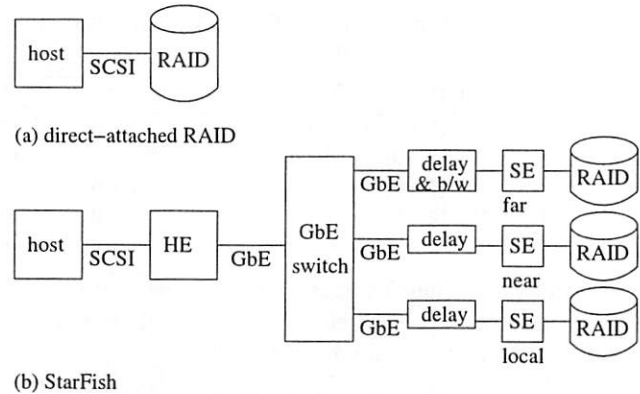 host
SCSI
RAID
(a) direct−attached RAID
host
SCSI
HE
GbE
GbE
switch
GbE
delay
& b/w
SE
far
RAID
GbE
delay
SE
near
RAID
GbE
delay
SE
local
RAID
(b) StarFish